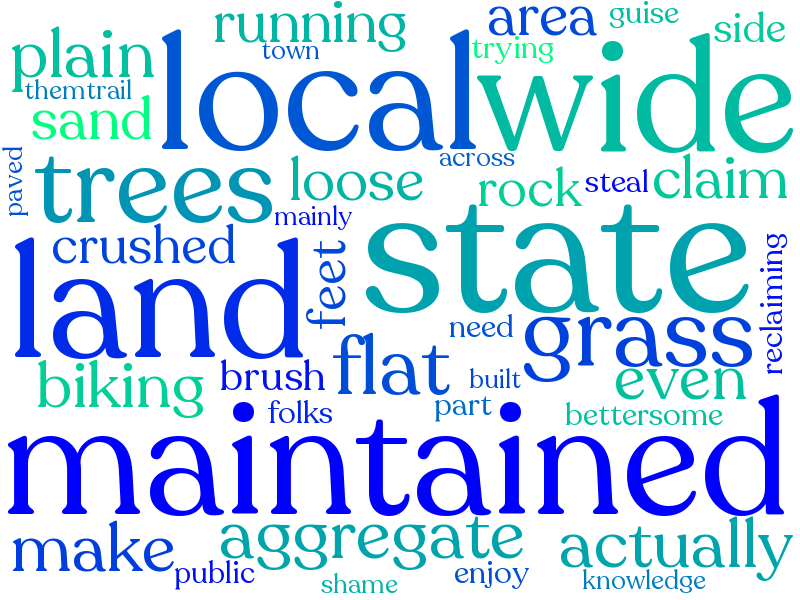 running
area
guise
side
plain
town
trying
local
wide
themtrail
sand
across
paved
trees
loose
rock
steal
claim
mainly
state
crushed
land
feet
reclaiming
need
grass
flat
biking
brush
built
even
folks
part
bettersome
maintained
make
aggregate
actually
public
shame
enjoy
knowledge